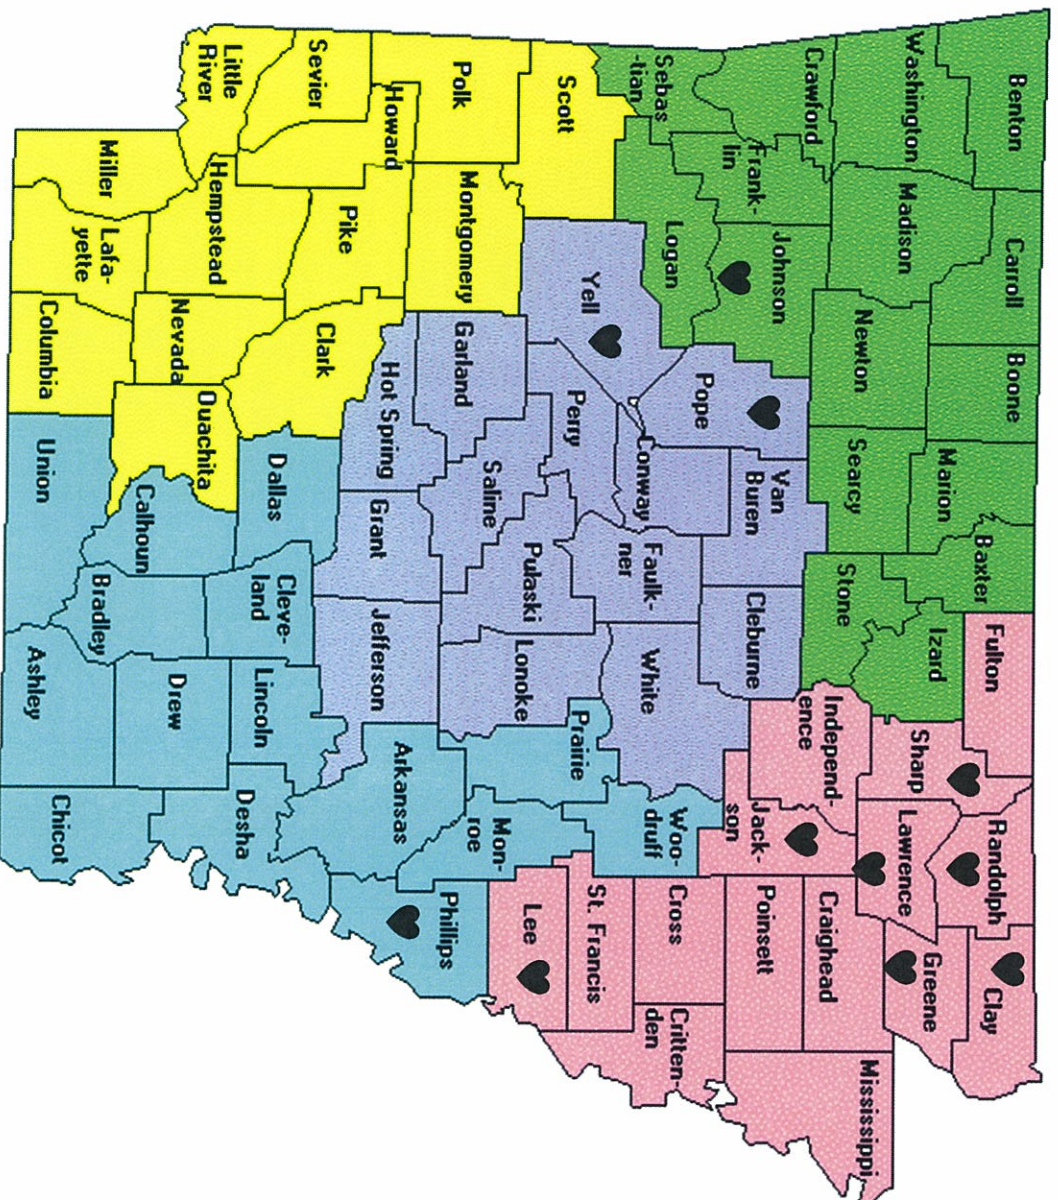 Benton
Carroll
Boone
Marion
Baxter
Fulton
Randolph
Clay
Washington
Madison
Newton
Searcy
Stone
Izard
Sharp
Lawrence
Greene
Crawford
Frank-
lin
Johnson
Van
Buren
Cleburne
Independ-
ence
Jack-
son
Craighead
Mississippi
Sebas
-tian
Logan
Pope
Conway
Faulk-
ner
White
Woo-
druff
Poinsett
Cross
Critten-
den
Scott
Yell
Perry
Pulaski
Lonoke
Prairie
St. Francis
Lee
Polk
Montgomery
Garland
Saline
Mon-
roe
Phillips
Howard
Pike
Hot Spring
Grant
Jefferson
Arkansas
Sevier
Clark
Dallas
Cleve-
land
Lincoln
Desha
Little
River
Hempstead
Nevada
Ouachita
Calhoun
Bradley
Drew
Miller
Lafa-
yette
Columbia
Union
Ashley
Chicot